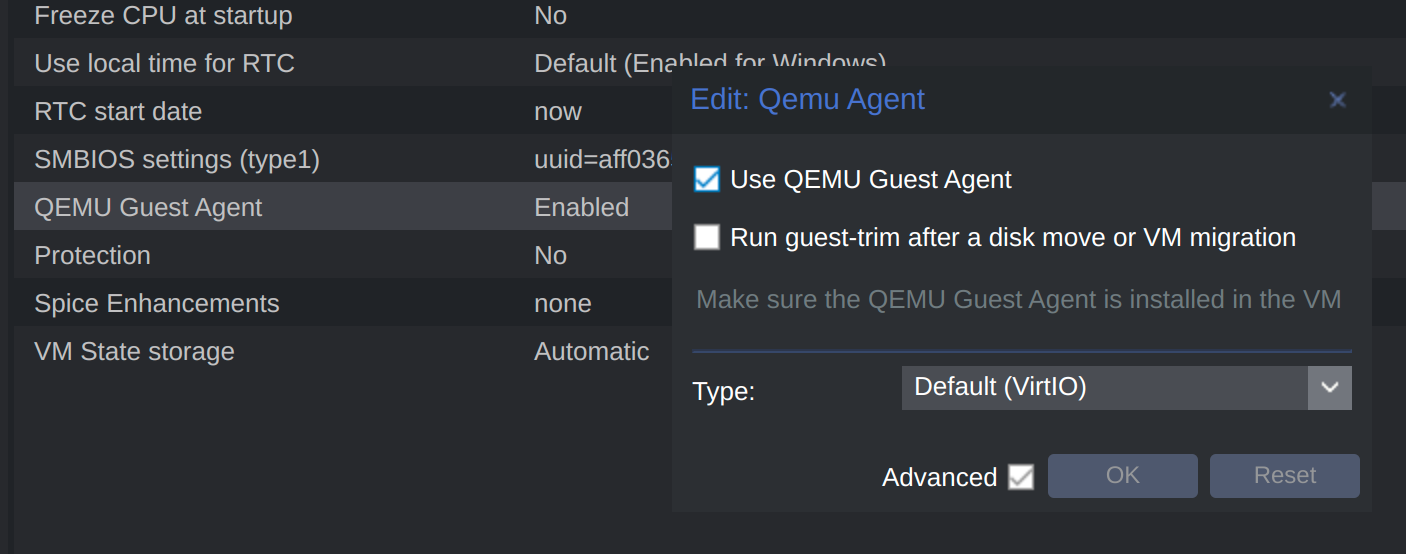 Freeze CPU at startup No
Use local time for RTC Default (Enabled for Windows)
RTC start date now
SMBIOS settings (type1) uuid=aff036
QEMU Guest Agent Enabled
Protection No
Spice Enhancements none
VM State storage Automatic
Edit: Qemu Agent
Use QEMU Guest Agent
Run guest-trim after a disk move or VM migration
Make sure the QEMU Guest Agent is installed in the VM
Type: Default (VirtIO)
Advanced OK Reset